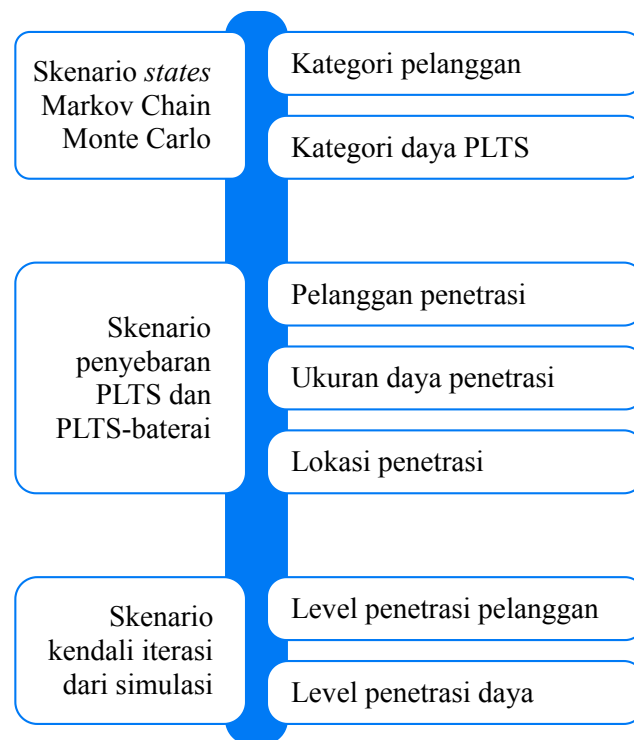 Skenario states
Markov Chain
Monte Carlo
Kategori pelanggan
Kategori daya PLTS
Skenario
penyebaran
PLTS dan
PLTS-baterai
Pelanggan penetrasi
Ukuran daya penetrasi
Lokasi penetrasi
Skenario
kendali iterasi
dari simulasi
Level penetrasi pelanggan
Level penetrasi daya